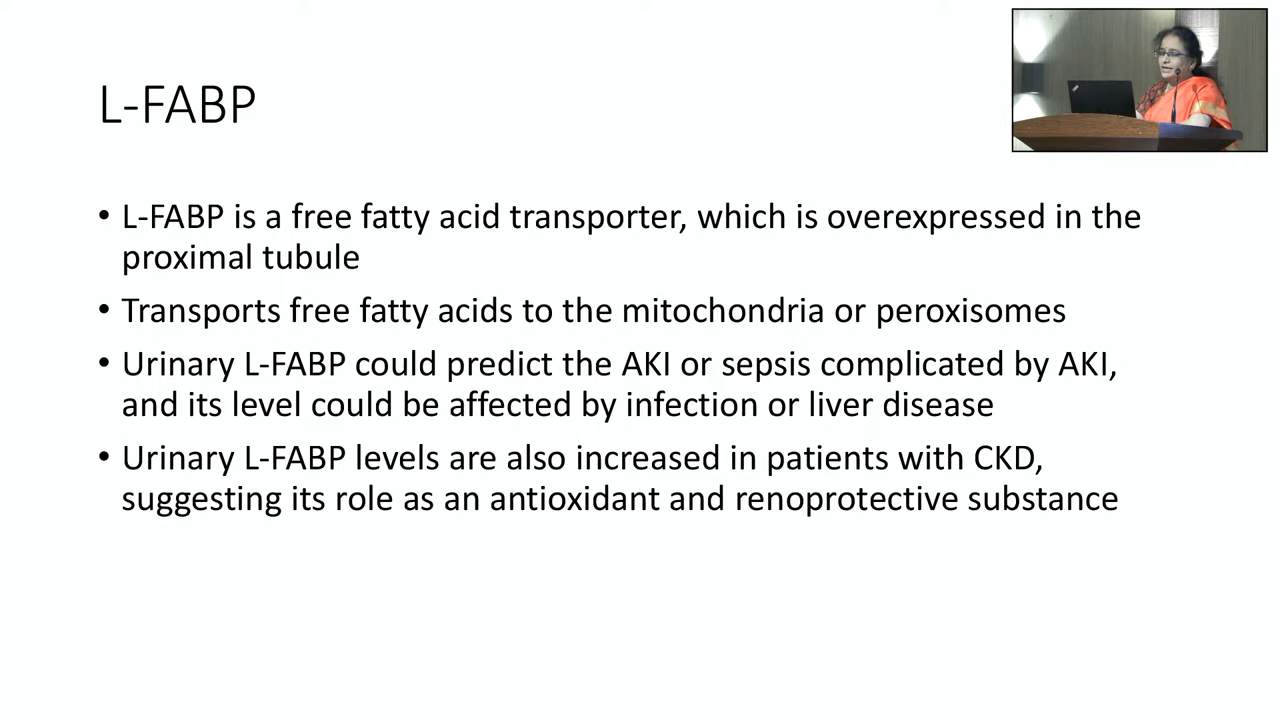 L-FABP
• L-FABP is a free fatty acid transporter, which is overexpressed in the
proximal tubule
• Transports free fatty acids to the mitochondria or peroxisomes
• Urinary L-FABP could predict the AKI or sepsis complicated by AKI,
and its level could be affected by infection or liver disease
• Urinary L-FABP levels are also increased in patients with CKD,
suggesting its role as an antioxidant and renoprotective substance